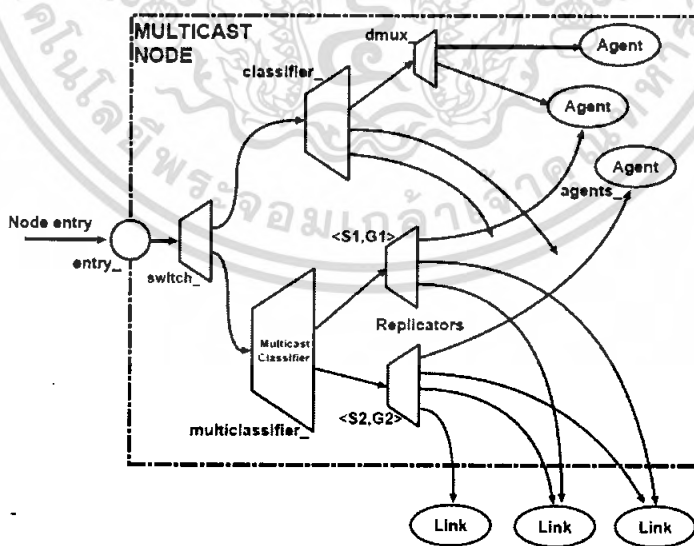 MULTICAST
NODE
dmux_
Agent
classifier_
Agent
Agent
agents_
Node entry
entry_
switch_
<S1,G1>
Replicators
Multicast
Classifier
multiclassifier_
<S2,G2>
Link
Link
Link